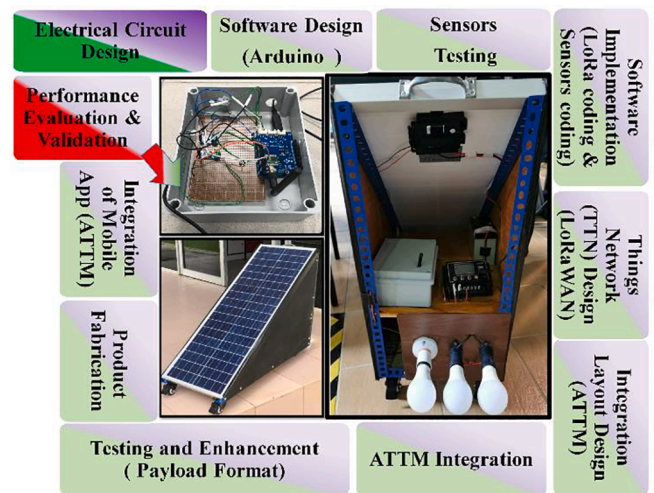 Electrical Circuit
Design
Software Design
(Arduino )
Sensors
Testing
Software
Implementation
(LoRa coding &
Sensors coding)
Things
Network
(TTN) Design
(LoRaWAN)
Integration
Layout Design
(ATTM)
ATTM Integration
Testing and Enhancement
( Payload Format)
Product
Fabrication
Integration
of Mobile
App (ATTM)
Performance
Evaluation &
Validation